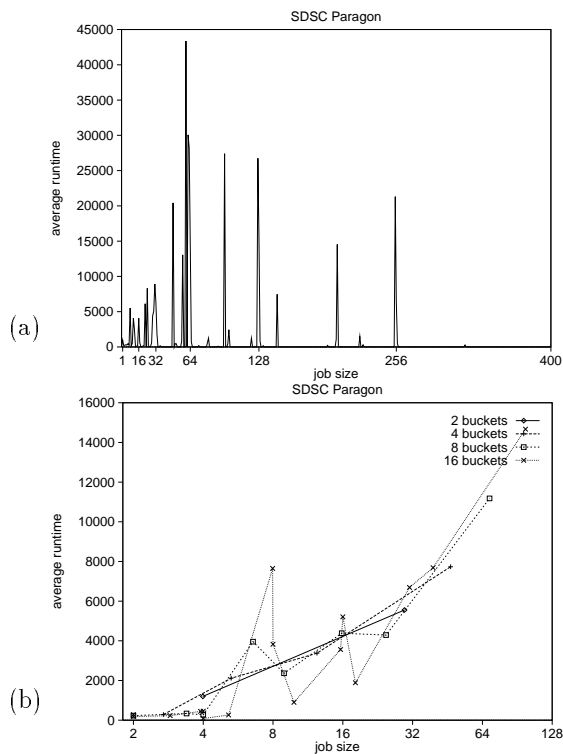 SDSC Paragon
45000
40000
35000
30000
25000
20000
15000
10000
5000
0
average runtime
1 16 32 64 128 256 400
job size
(a)
SDSC Paragon
16000
14000
12000
10000
8000
6000
4000
2000
0
average runtime
2 buckets
4 buckets
8 buckets
16 buckets
2 4 8 16 32 64 128
job size
(b)